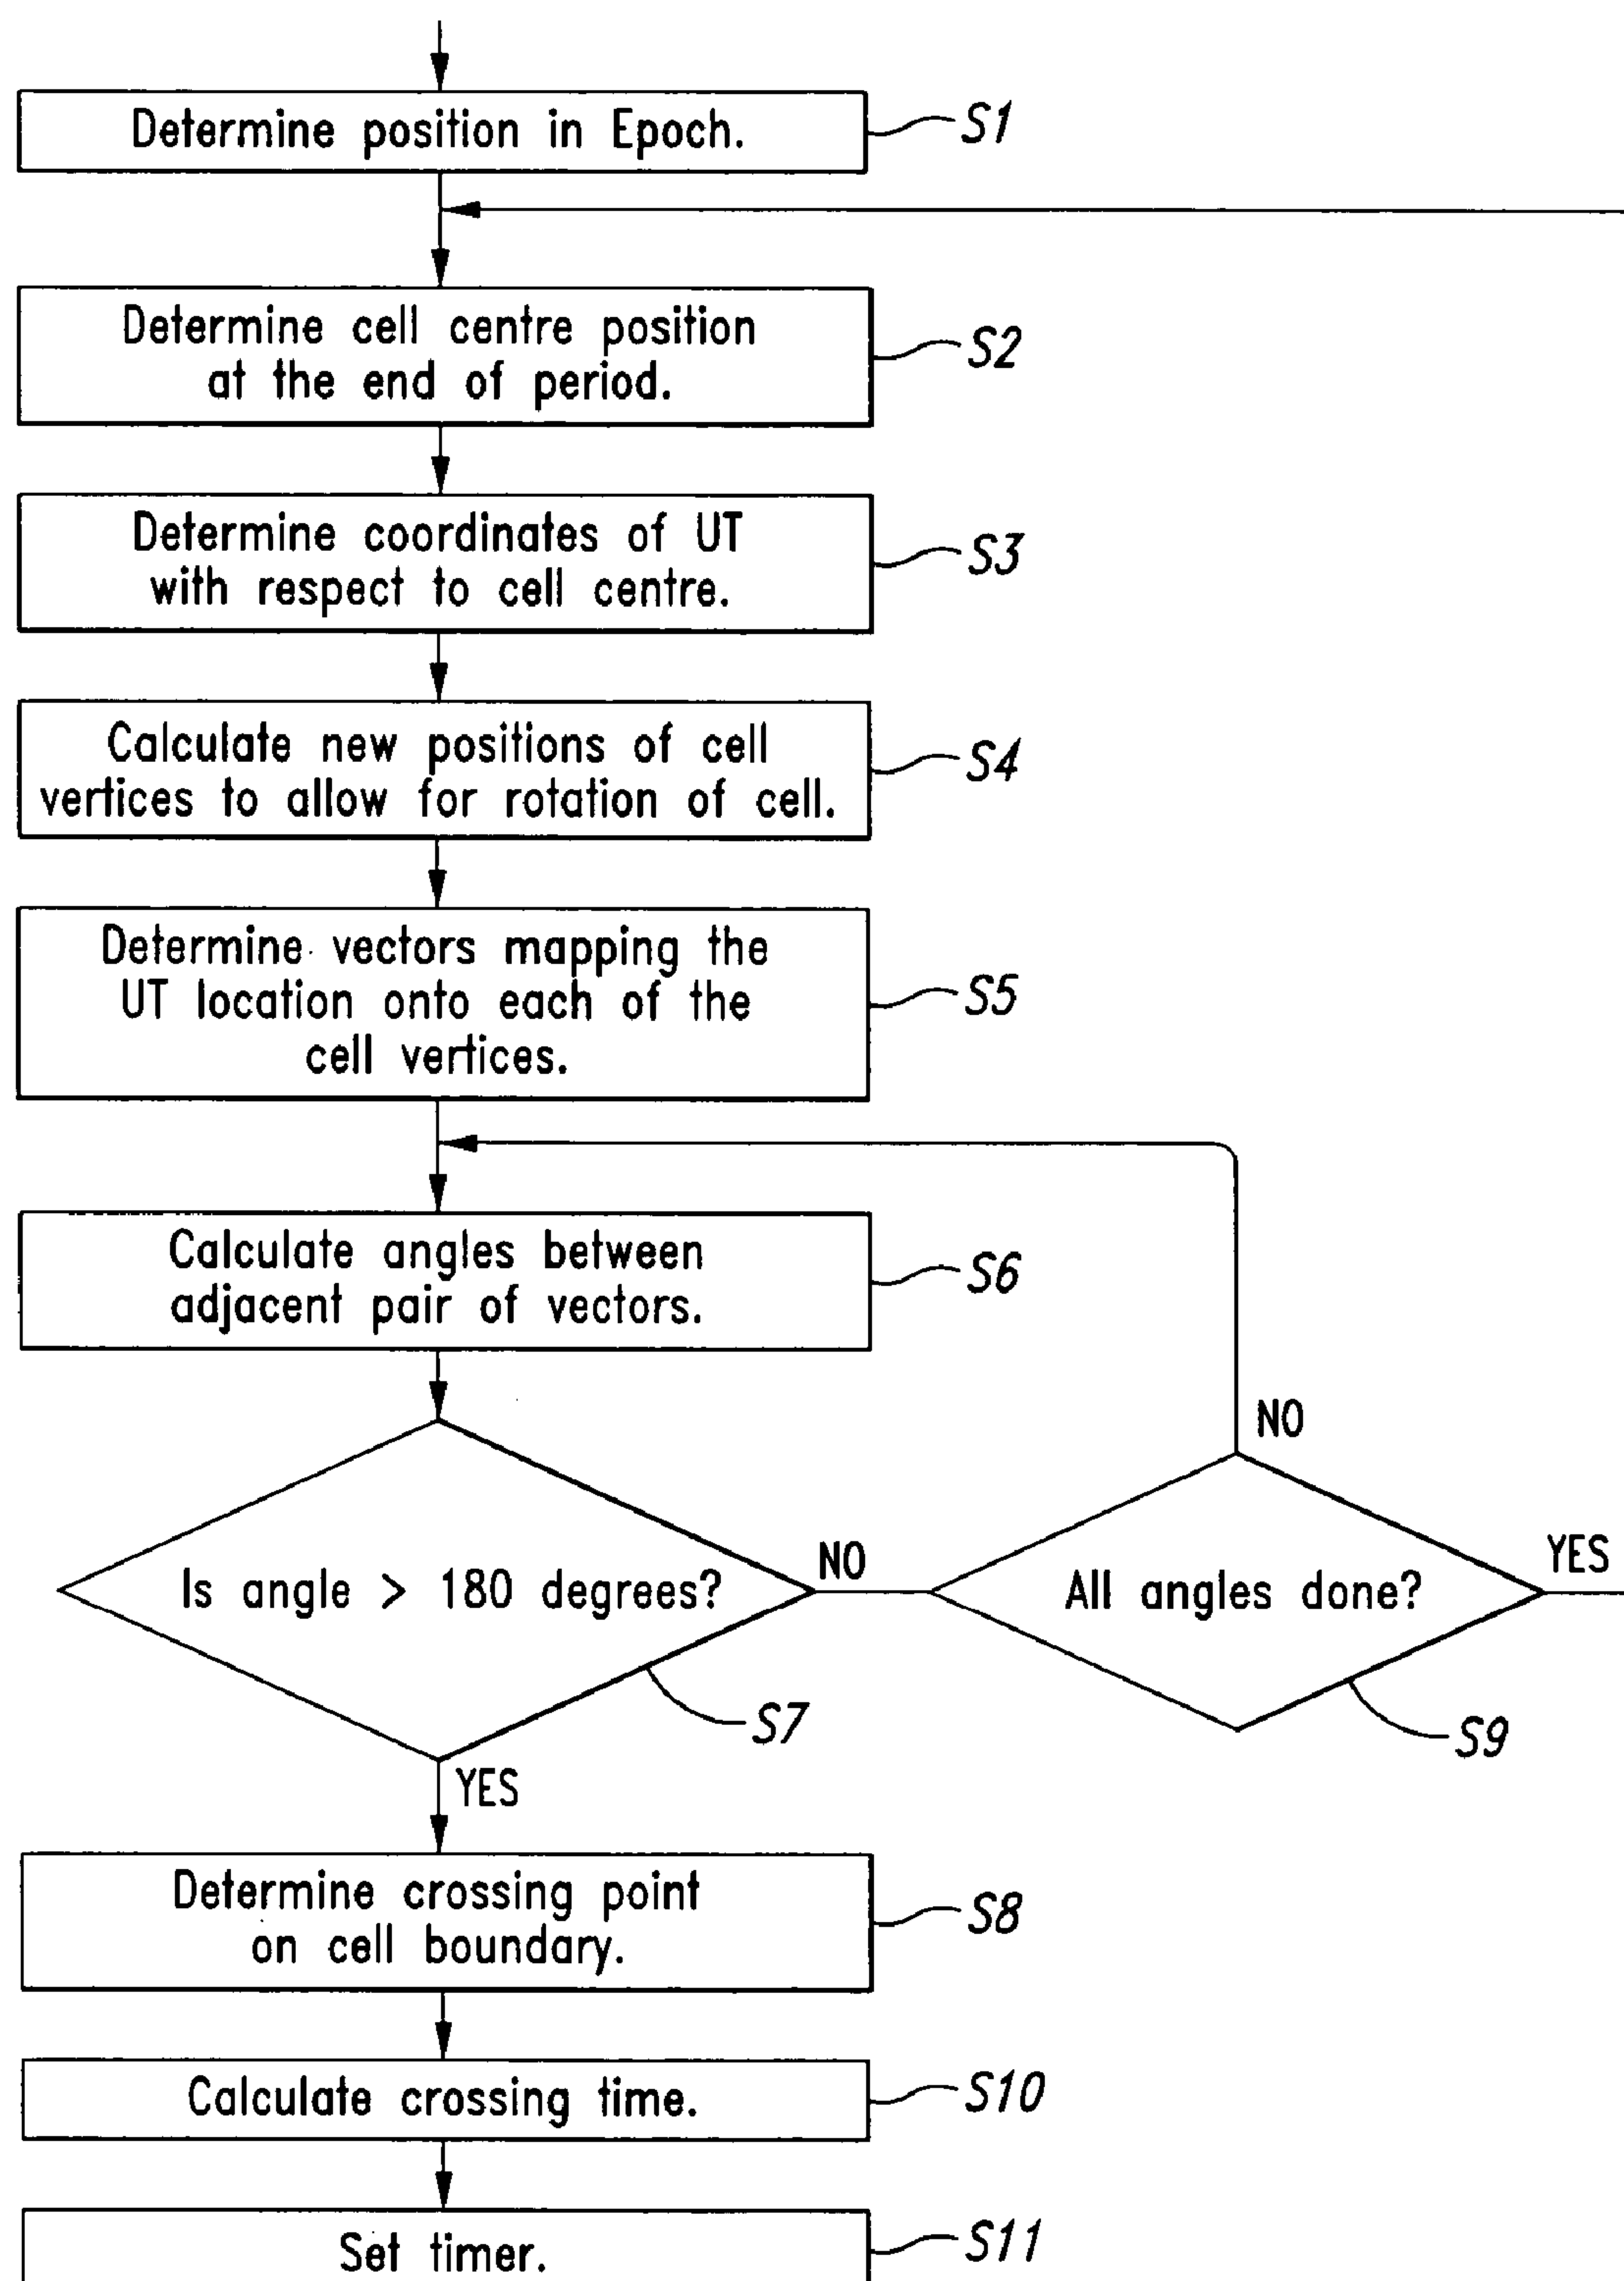 Determine position in Epoch.
S1
Determine cell centre position
at the end of period.
S2
Determine coordinates of UT
with respect to cell centre.
S3
Calculate new positions of cell
vertices to allow for rotation of cell.
S4
Determine vectors mapping the
UT location onto each of the
cell vertices.
S5
Calculate angles between
adjacent pair of vectors.
S6
Is angle > 180 degrees?
NO
S7
YES
All angles done?
NO
YES
S9
Determine crossing point
on cell boundary.
S8
Calculate crossing time.
S10
Set timer.
S11